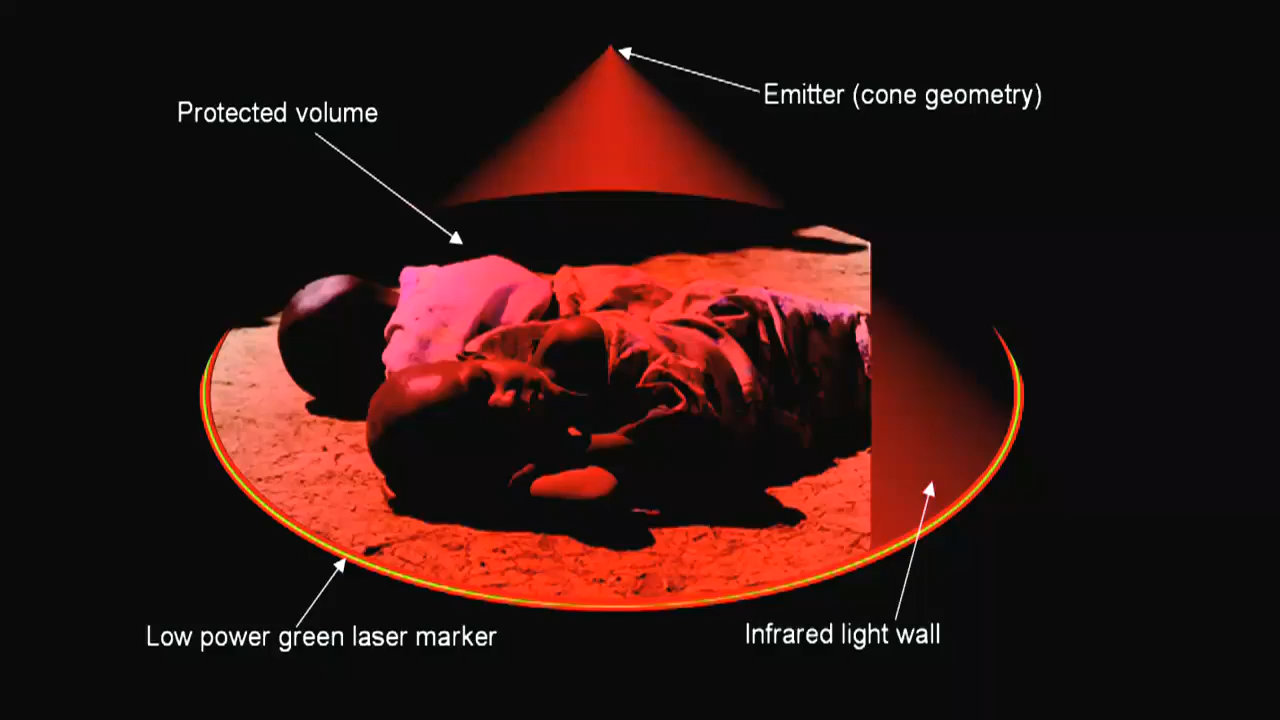 Emitter (cone geometry)
Protected volume
Low power green laser marker
Infrared light wall